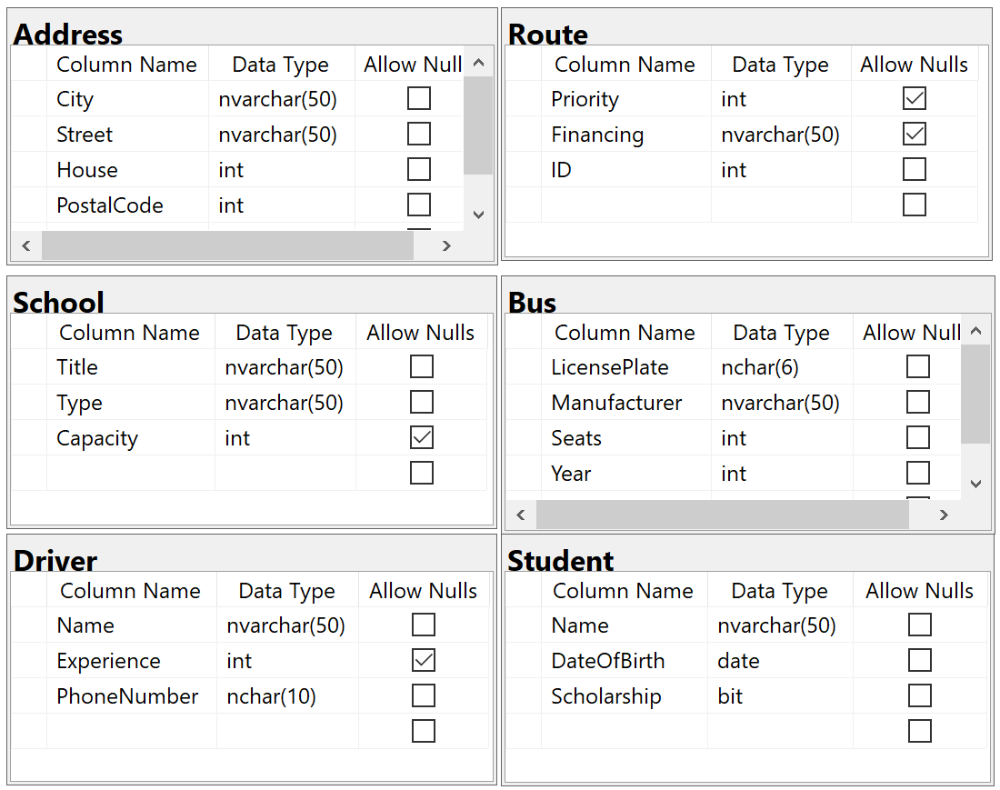 Address
Column Name Data Type Allow Null
City nvarchar(50)
Street nvarchar(50)
House int
PostalCode int
Route
Column Name Data Type Allow Nulls
Priority int
Financing nvarchar(50)
ID int
School
Column Name Data Type Allow Nulls
Title nvarchar(50)
Type nvarchar(50)
Capacity int
Bus
Column Name Data Type Allow Null
LicensePlate nchar(6)
Manufacturer nvarchar(50)
Seats int
Year int
Driver
Column Name Data Type Allow Nulls
Name nvarchar(50)
Experience int
PhoneNumber nchar(10)
Student
Column Name Data Type Allow Nulls
Name nvarchar(50)
DateOfBirth date
Scholarship bit